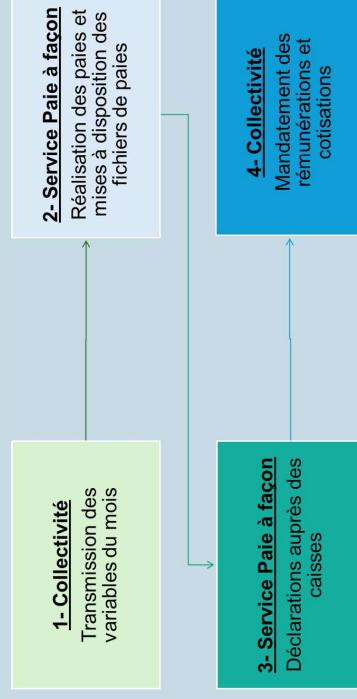 1- Collectivité
Transmission des
variables du mois
2- Service Paie à façon
Réalisation des paies et
mises à disposition des
fichiers de paies
3- Service Paie à façon
Déclarations auprès des
caisses
4- Collectivité
Mandatement des
rémunérations et
cotisations